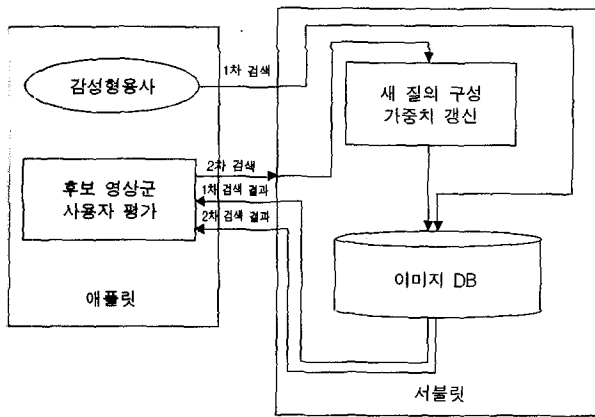 1차 검색
감성형용사
새 질의 구성
가중치 갱신
2차 검색
1차 검색 결과
2차 검색 결과
후보 영상군
사용자 평가
이미지 DB
애플릿
서블릿